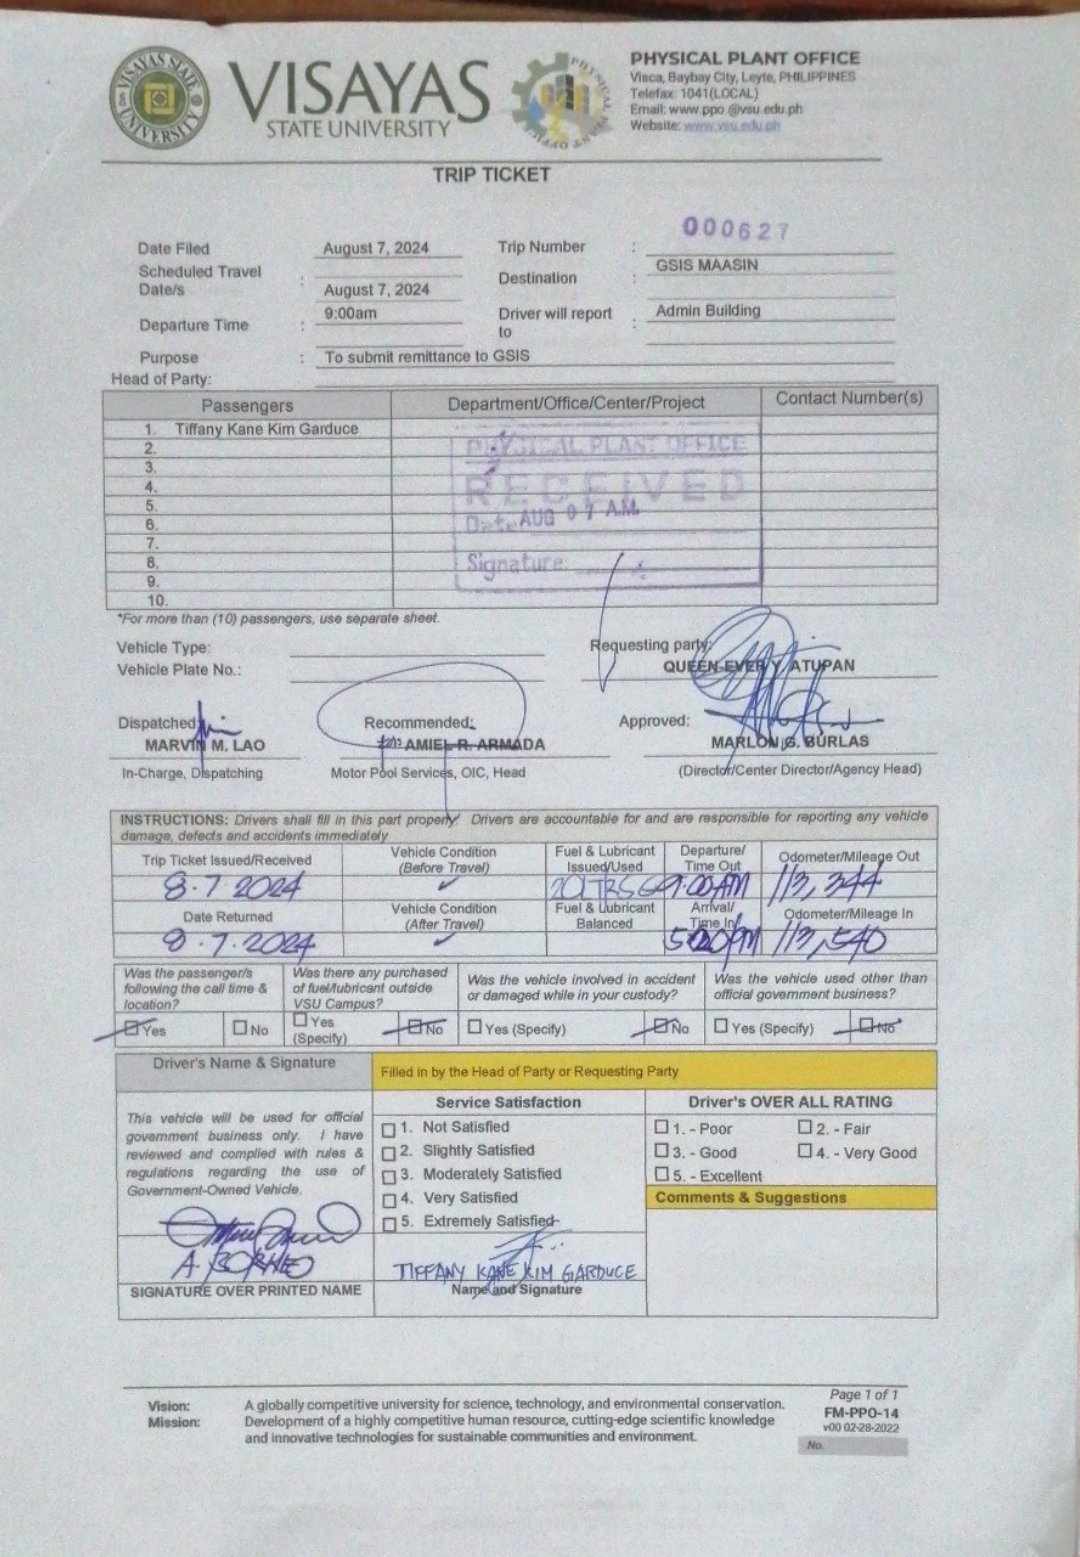 VISAYAS STATE UNIVERSITY
VISAYAS
STATE UNIVERSITY
PHYSICAL PLANT OFFICE
Visca, Baybay City, Leyte, PHILIPPINES
Telefax: 1041(LOCAL)
Email: www.ppo @vsu.edu.ph
Website: www.vsu.edu.ph
TRIP TICKET
Date Filed August 7, 2024 Trip Number : 000627
Scheduled Travel Date/s : August 7, 2024 Destination : GSIS MAASIN
Departure Time : 9:00am Driver will report to : Admin Building
Purpose : To submit remittance to GSIS
Head of Party:
Passengers Department/Office/Center/Project Contact Number(s)
1. Tiffany Kane Kim Garduce
2.
3.
4.
5.
6.
7.
8.
9.
10.
PHYSICAL PLANT OFFICE
RECEIVED
Date AUG 07 A.M.
Signature:
*For more than (10) passengers, use separate sheet.
Vehicle Type: Requesting party:
Vehicle Plate No.: QUEEN-EVER Y. ATUPAN
Dispatched Recommended: Approved:
MARVIN M. LAO AMIEL R. ARMADA MARLON G. BURLAS
In-Charge, Dispatching Motor Pool Services, OIC, Head (Director/Center Director/Agency Head)
INSTRUCTIONS: Drivers shall fill in this part properly. Drivers are accountable for and are responsible for reporting any vehicle
damage, defects and accidents immediately
Trip Ticket Issued/Received Vehicle Condition (Before Travel) Fuel & Lubricant Issued/Used Departure/ Time Out Odometer/Mileage Out
8.7.2024 ✓ 20LTRS 9:00AM 113,344
Date Returned Vehicle Condition (After Travel) Fuel & Lubricant Balanced Arrival/ Time In Odometer/Mileage In
8.7.2024 ✓ 113,540
Was the passenger/s following the call time & location? Was there any purchased of fuel/lubricant outside VSU Campus? Was the vehicle involved in accident or damaged while in your custody? Was the vehicle used other than official government business?
Yes No Yes (Specify) No Yes (Specify) No Yes (Specify) No
Driver's Name & Signature Filled in by the Head of Party or Requesting Party
This vehicle will be used for official
government business only. I have
reviewed and complied with rules &
regulations regarding the use of
Government-Owned Vehicle.
A. BORNEO
SIGNATURE OVER PRINTED NAME
Service Satisfaction
1. Not Satisfied
2. Slightly Satisfied
3. Moderately Satisfied
4. Very Satisfied
5. Extremely Satisfied
TIFFANY KANE KIM GARDUCE
Name and Signature
Driver's OVER ALL RATING
1. - Poor 2. - Fair
3. - Good 4. - Very Good
5. - Excellent
Comments & Suggestions
Vision: A globally competitive university for science, technology, and environmental conservation.
Mission: Development of a highly competitive human resource, cutting-edge scientific knowledge
and innovative technologies for sustainable communities and environment.
Page 1 of 1
FM-PPO-14
v00 02-28-2022
No.